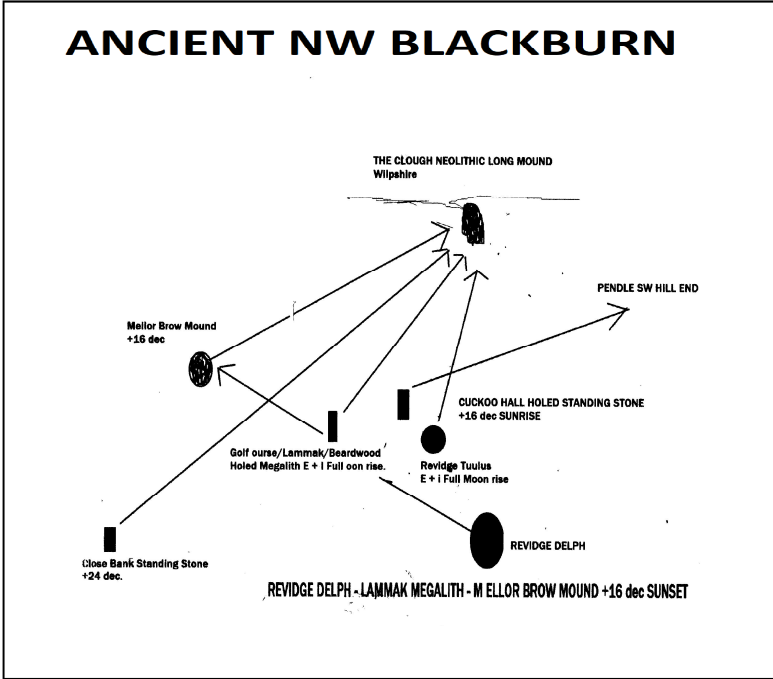 ANCIENT NW BLACKBURN
THE CLOUGH NEOLITHIC LONG MOUND
Wilpshire
PENDLE SW HILL END
Mellor Brow Mound
+16 dec
CUCKOO HALL HOLED STANDING STONE
+16 dec SUNRISE
Golf ourse/Lammak/Beardwood
Holed Megalith E + I Full oon rise.
Revidge Tuulus
E + i Full Moon rise
REVIDGE DELPH
Close Bank Standing Stone
+24 dec.
REVIDGE DELPH - LAMMAK MEGALITH - M ELLOR BROW MOUND +16 dec SUNSET